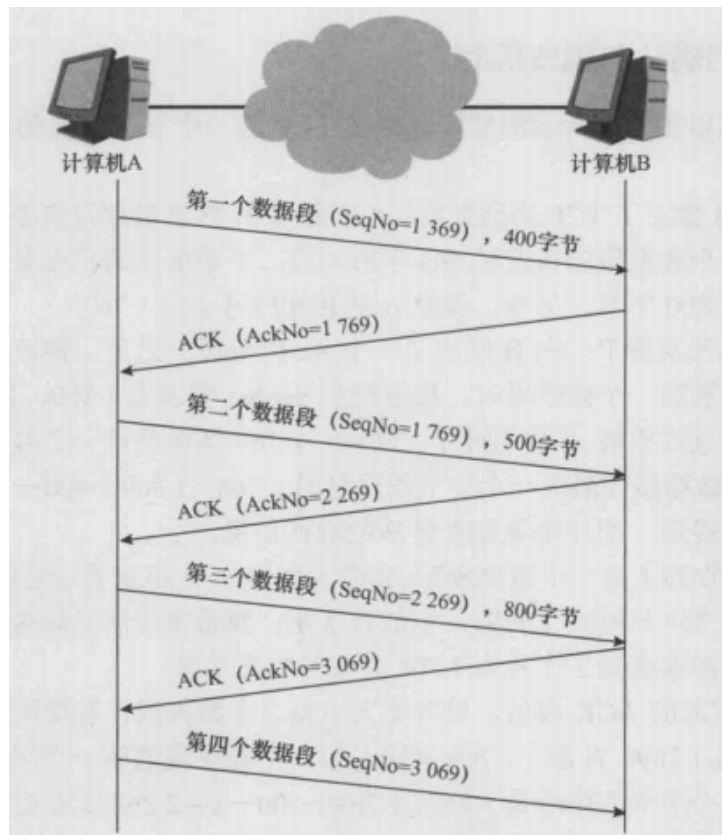 计算机A
计算机B
第一个数据段（SeqNo=1 369），400字节
ACK（AckNo=1 769）
第二个数据段（SeqNo=1 769），500字节
ACK（AckNo=2 269）
第三个数据段（SeqNo=2 269），800字节
ACK（AckNo=3 069）
第四个数据段（SeqNo=3 069）